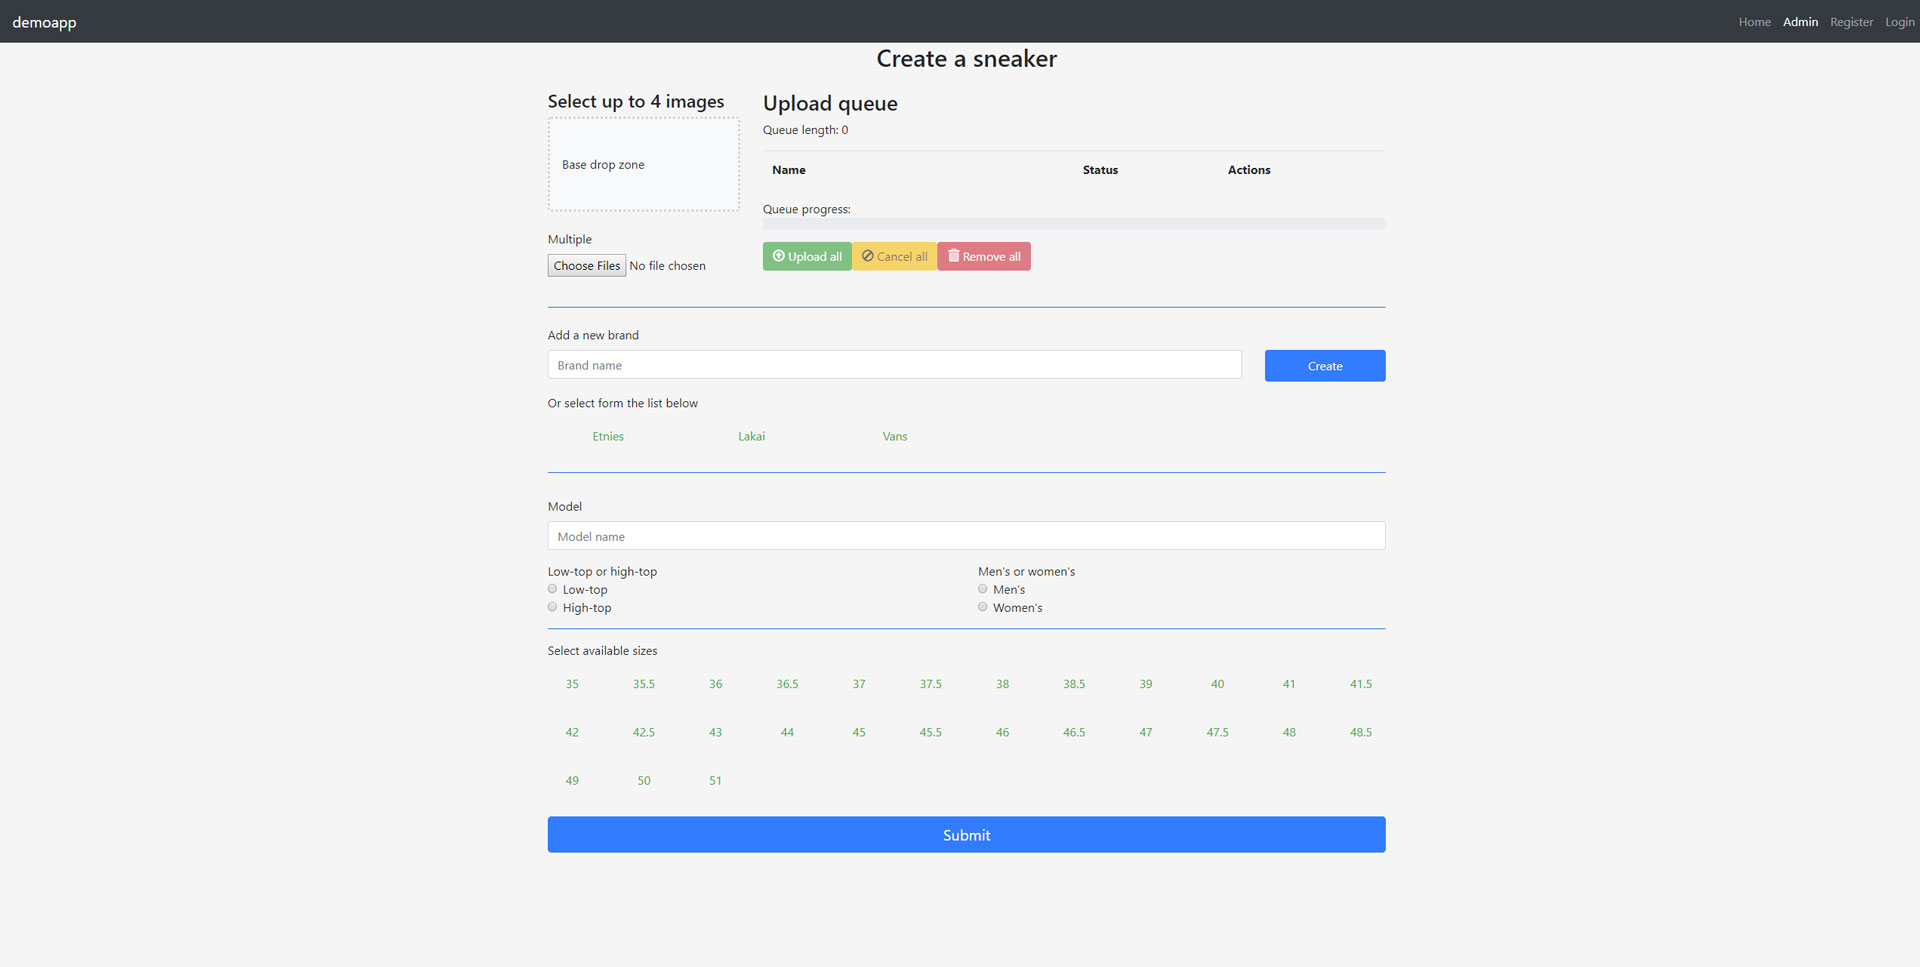 demoapp
Home Admin Register Login
Create a sneaker
Select up to 4 images
Base drop zone
Multiple
Choose Files No file chosen
Upload queue
Queue length: 0
Name Status Actions
Queue progress:
Upload all Cancel all Remove all
Add a new brand
Brand name
Create
Or select form the list below
Etnies Lakai Vans
Model
Model name
Low-top or high-top
Low-top
High-top
Men's or women's
Men's
Women's
Select available sizes
35 35.5 36 36.5 37 37.5 38 38.5 39 40 41 41.5
42 42.5 43 44 45 45.5 46 46.5 47 47.5 48 48.5
49 50 51
Submit